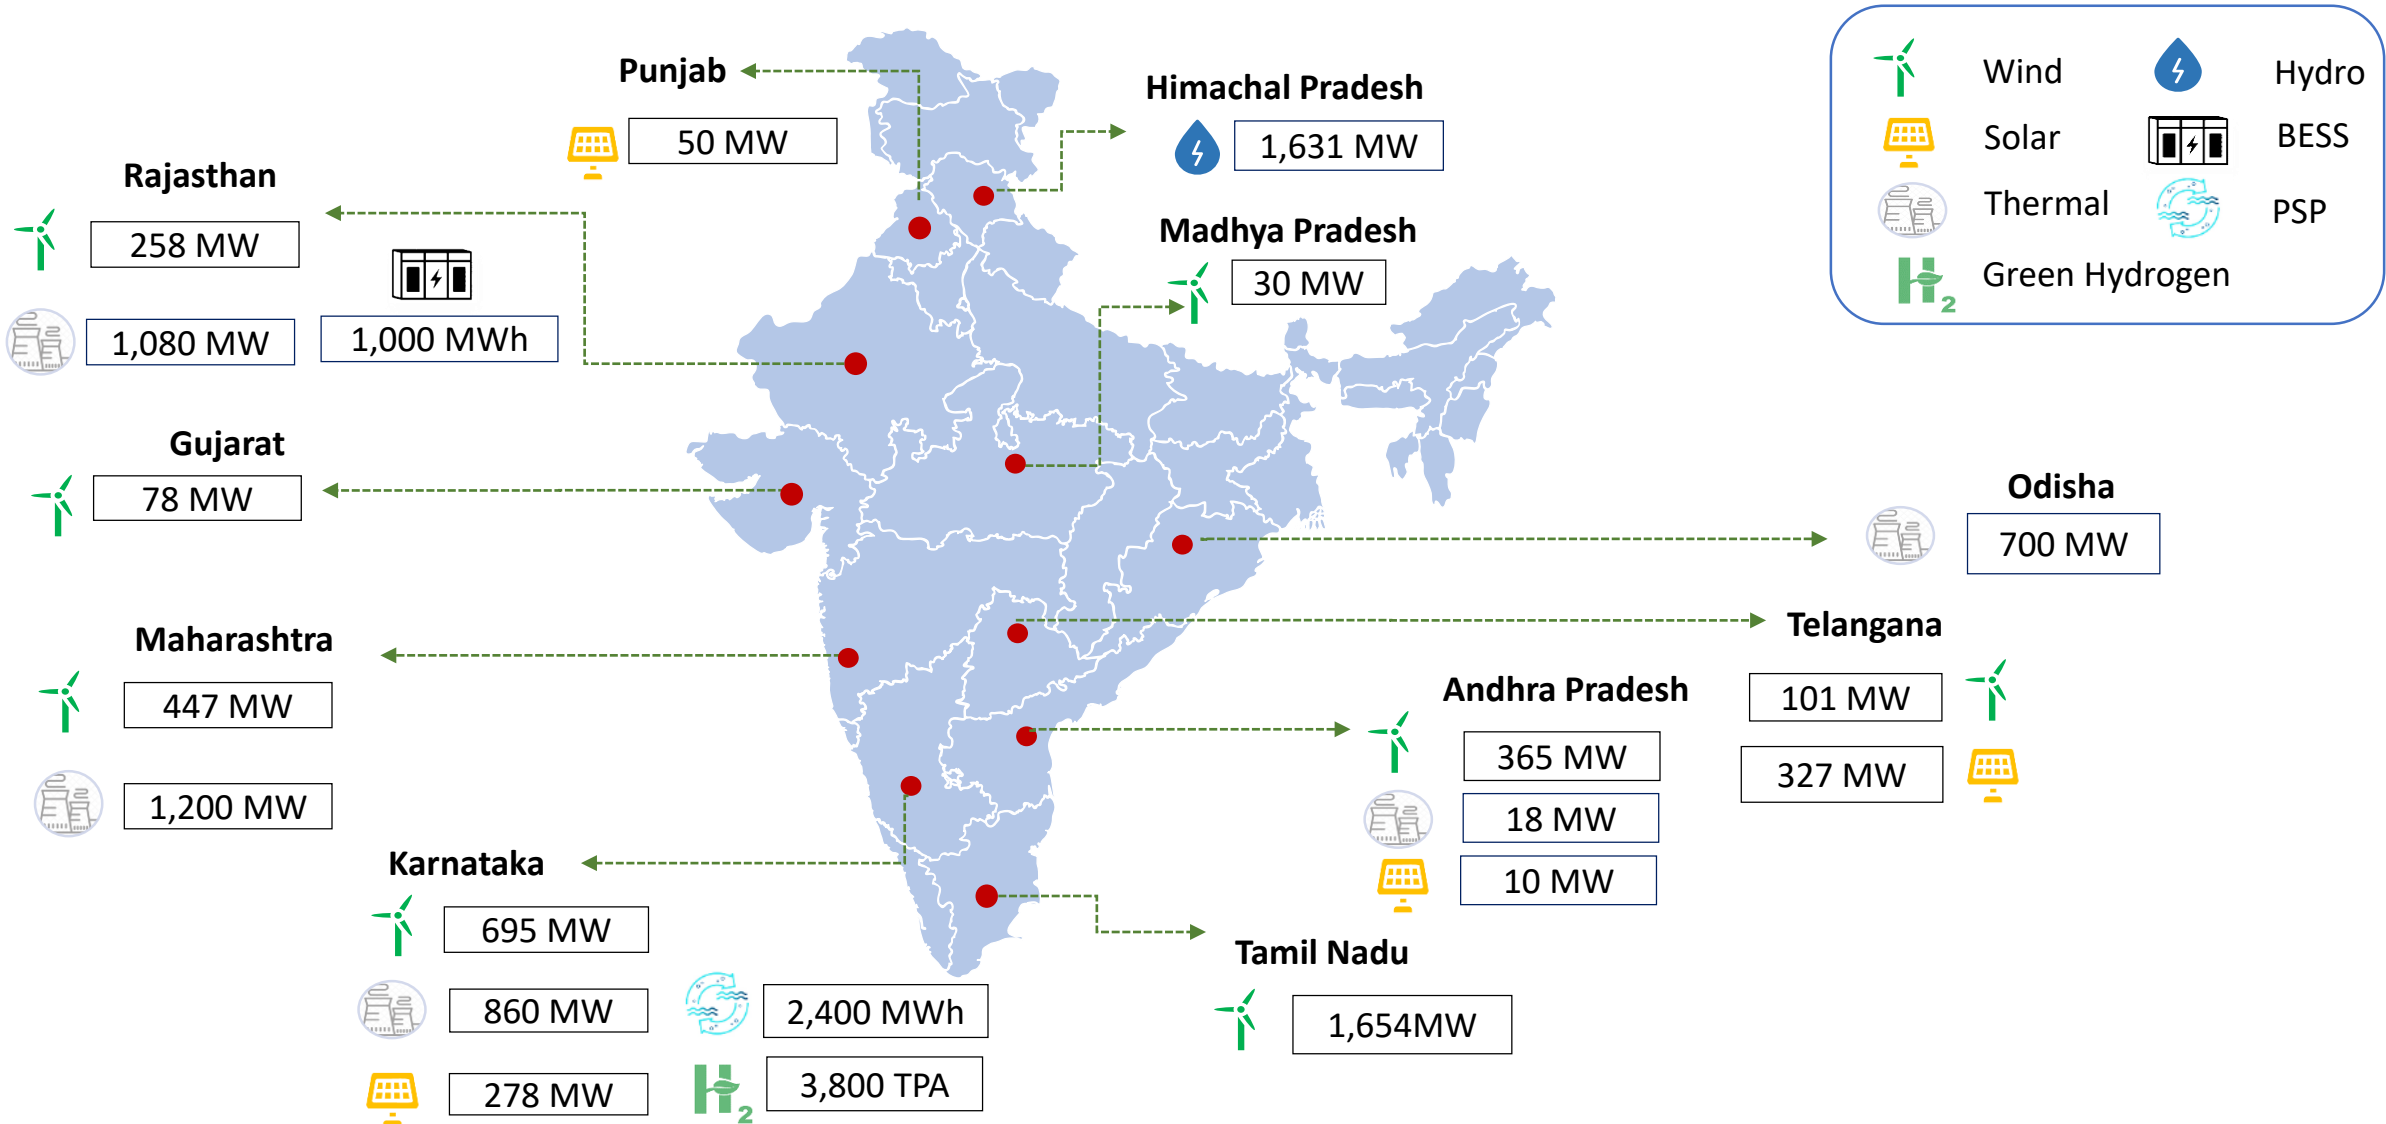 Punjab
50 MW
Himachal Pradesh
1,631 MW
Wind
Hydro
Solar
BESS
Thermal
PSP
H2
Green Hydrogen
Rajasthan
258 MW
1,080 MW
1,000 MWh
Madhya Pradesh
30 MW
Gujarat
78 MW
Odisha
700 MW
Maharashtra
447 MW
1,200 MW
Telangana
101 MW
327 MW
Andhra Pradesh
365 MW
18 MW
10 MW
Karnataka
695 MW
860 MW
2,400 MWh
278 MW
H2
3,800 TPA
Tamil Nadu
1,654MW